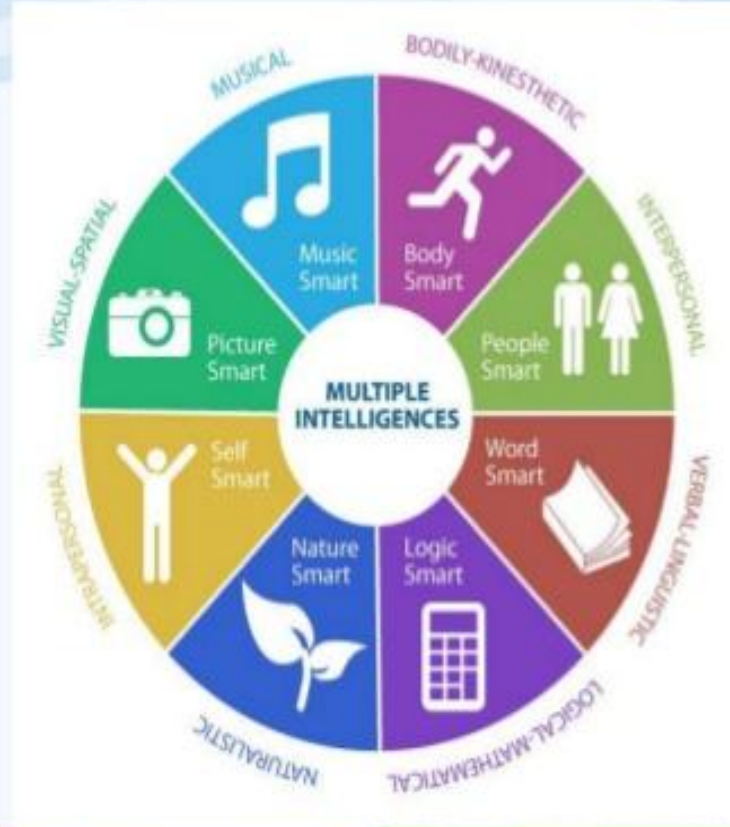 MUSICAL
BODILY-KINESTHETIC
INTERPERSONAL
VERBAL-LINGUISTIC
LOGICAL-MATHEMATICAL
NATURALISTIC
INTRAPERSONAL
VISUAL-SPATIAL
Music
Smart
Body
Smart
People
Smart
Word
Smart
Logic
Smart
Nature
Smart
Self
Smart
Picture
Smart
MULTIPLE
INTELLIGENCES